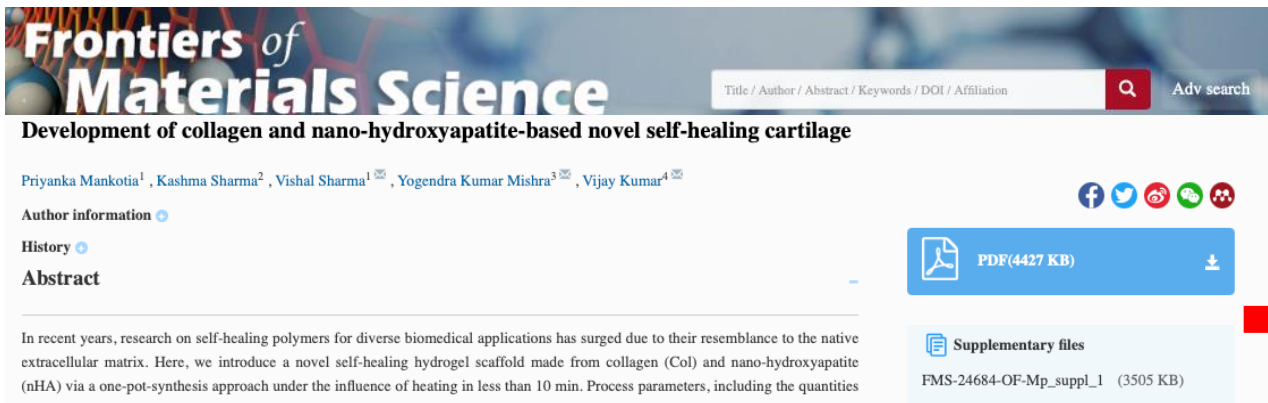 Frontiers of
Materials Science
Title / Author / Abstract / Keywords / DOI / Affiliation
Adv search
Development of collagen and nano-hydroxyapatite-based novel self-healing cartilage
Priyanka Mankotia1 , Kashma Sharma2 , Vishal Sharma1 , Yogendra Kumar Mishra3 , Vijay Kumar4
Author information
History
Abstract
In recent years, research on self-healing polymers for diverse biomedical applications has surged due to their resemblance to the native
extracellular matrix. Here, we introduce a novel self-healing hydrogel scaffold made from collagen (Col) and nano-hydroxyapatite
(nHA) via a one-pot-synthesis approach under the influence of heating in less than 10 min. Process parameters, including the quantities
PDF(4427 KB)
Supplementary files
FMS-24684-OF-Mp_suppl_1 (3505 KB)